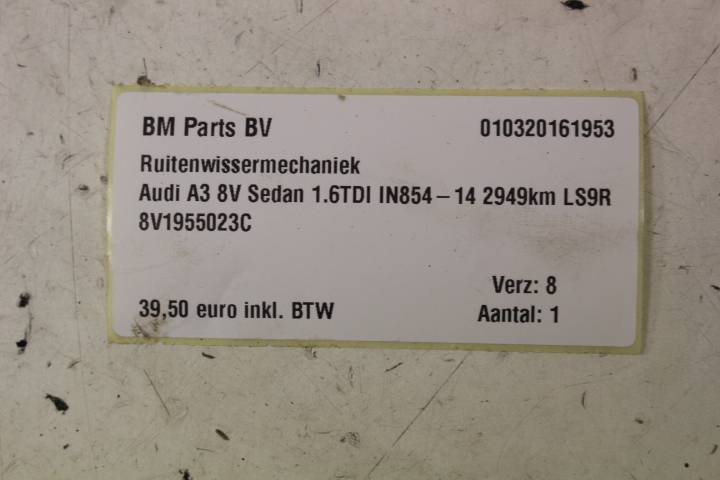 BM Parts BV 010320161953
Ruitenwissermechaniek
Audi A3 8V Sedan 1.6TDI IN854 – 14 2949km LS9R
8V1955023C
Verz: 8
39,50 euro inkl. BTW Aantal: 1